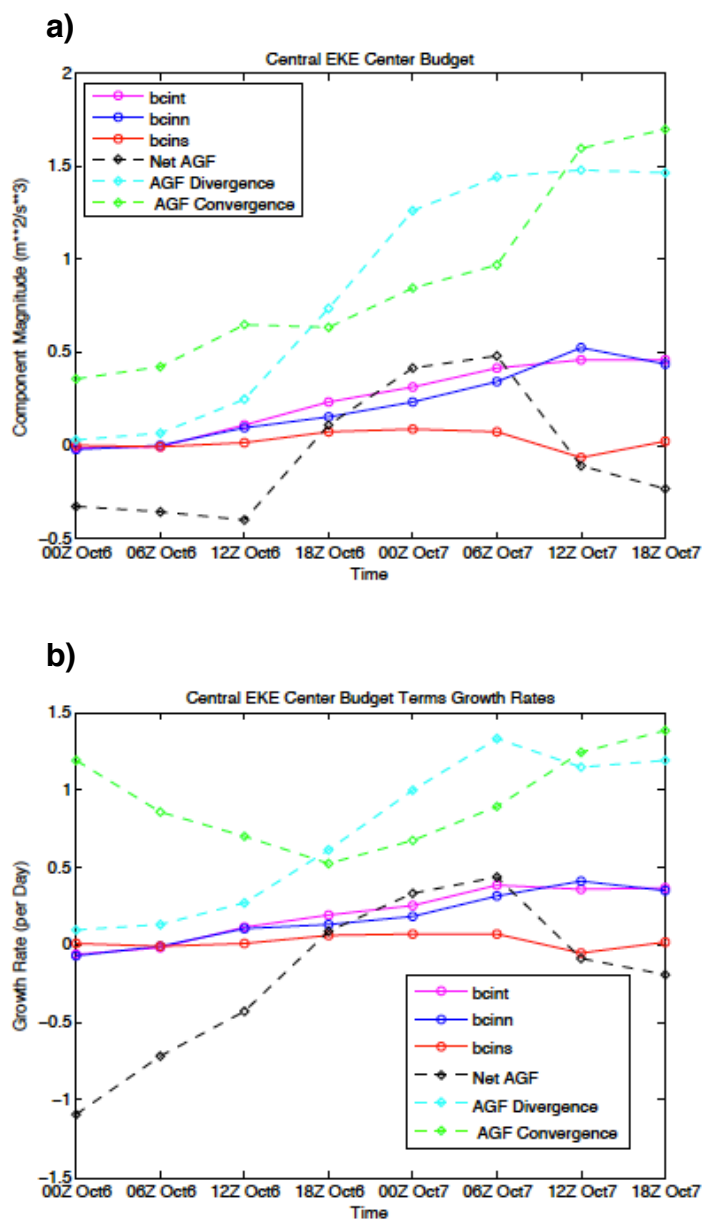 a)
Central EKE Center Budget
2
1.5
1
0.5
0
−0.5
Component Magnitude (m**2/s**3)
bcint
bcinn
bcins
Net AGF
AGF Divergence
AGF Convergence
00Z Oct6 06Z Oct6 12Z Oct6 18Z Oct6 00Z Oct7 06Z Oct7 12Z Oct7 18Z Oct7
Time
b)
Central EKE Center Budget Terms Growth Rates
1.5
1
0.5
0
−0.5
−1
−1.5
Growth Rate (per Day)
bcint
bcinn
bcins
Net AGF
AGF Divergence
AGF Convergence
00Z Oct6 06Z Oct6 12Z Oct6 18Z Oct6 00Z Oct7 06Z Oct7 12Z Oct7 18Z Oct7
Time